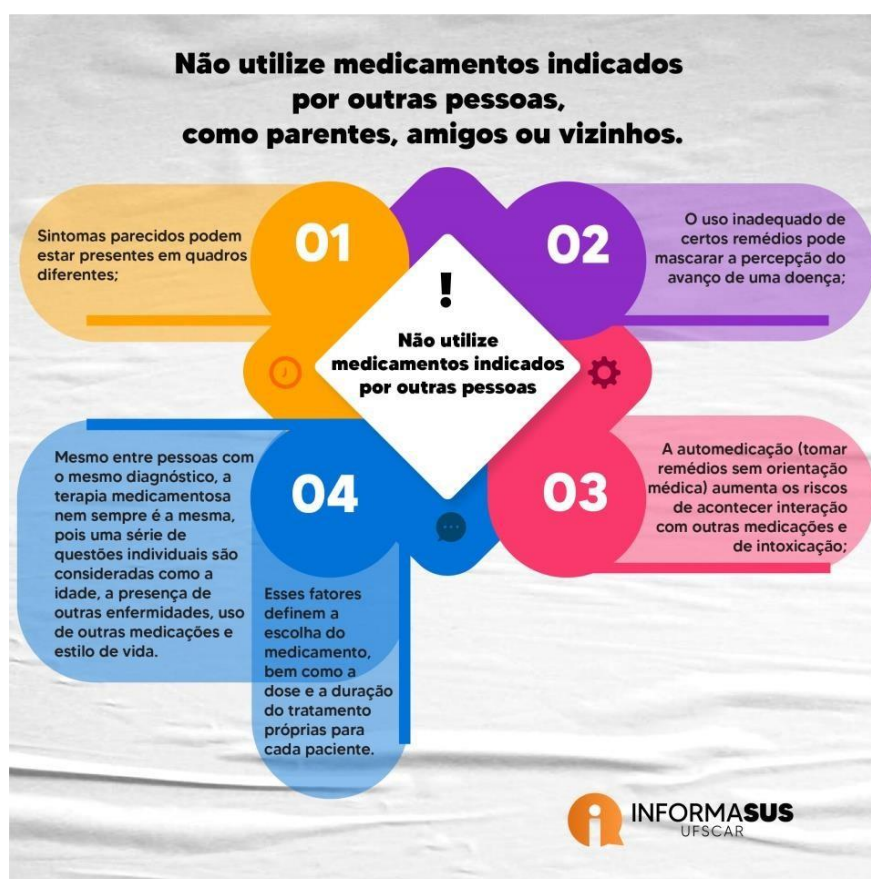 Não utilize medicamentos indicados
por outras pessoas,
como parentes, amigos ou vizinhos.
01
Sintomas parecidos podem
estar presentes em quadros
diferentes;
02
O uso inadequado de
certos remédios pode
mascarar a percepção do
avanço de uma doença;
!
Não utilize
medicamentos indicados
por outras pessoas
03
A automedicação (tomar
remédios sem orientação
médica) aumenta os riscos
de acontecer interação
com outras medicações e
de intoxicação;
04
Mesmo entre pessoas com
o mesmo diagnóstico, a
terapia medicamentosa
nem sempre é a mesma,
pois uma série de
questões individuais são
consideradas como a
idade, a presença de
outras enfermidades, uso
de outras medicações e
estilo de vida.
Esses fatores
definem a
escolha do
medicamento,
bem como a
dose e a duração
do tratamento
próprias para
cada paciente.
INFORMASUS
UFSCAR